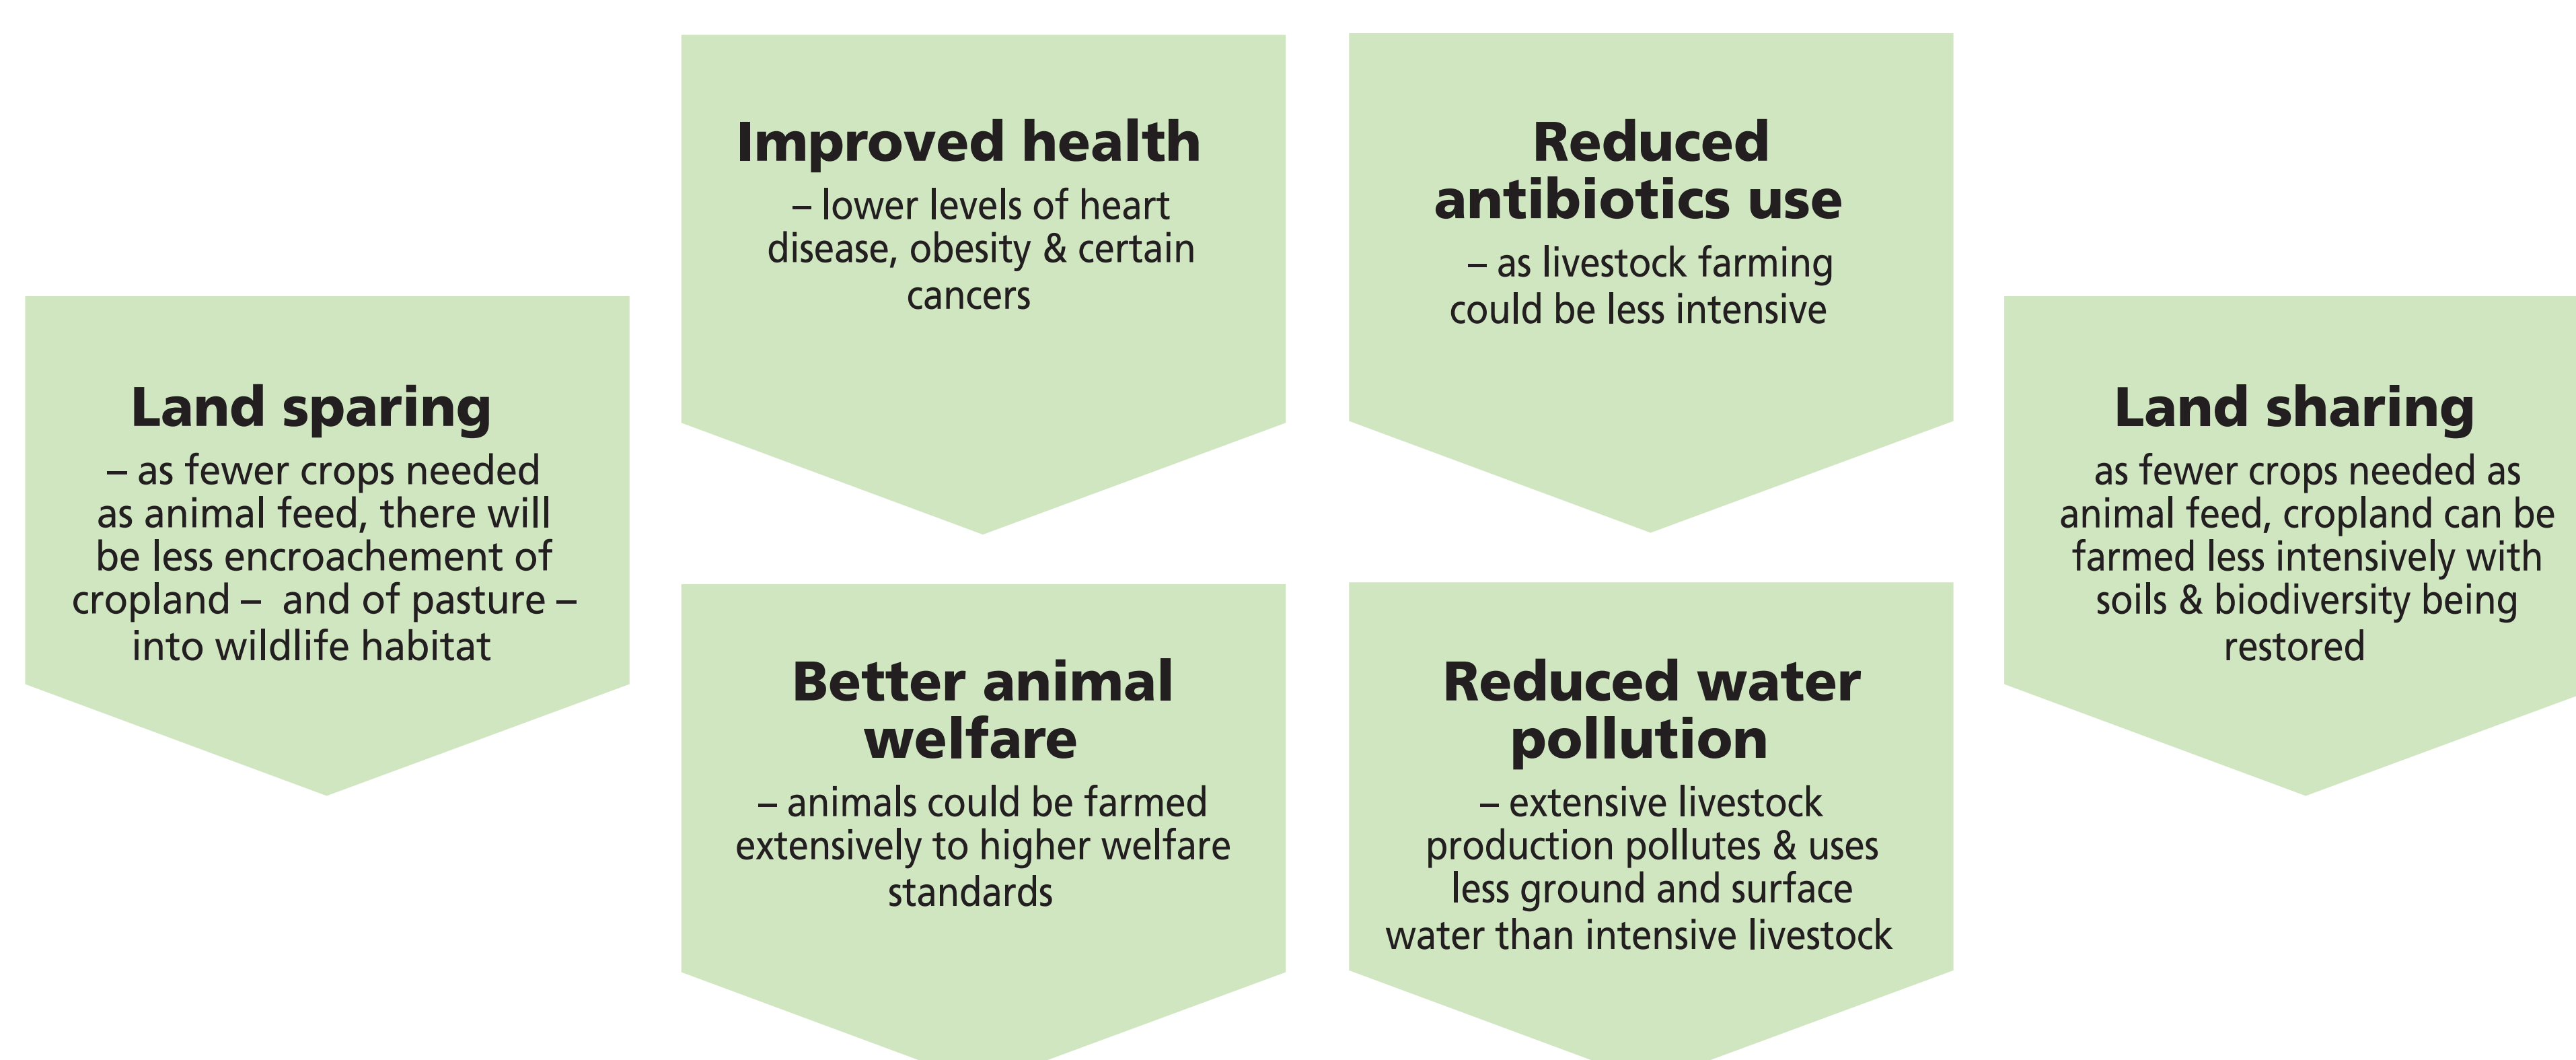 Land sparing
– as fewer crops needed
as animal feed, there will
be less encroachement of
cropland – and of pasture –
into wildlife habitat
Improved health
– lower levels of heart
disease, obesity & certain
cancers
Better animal
welfare
– animals could be farmed
extensively to higher welfare
standards
Reduced
antibiotics use
– as livestock farming
could be less intensive
Reduced water
pollution
– extensive livestock
production pollutes & uses
less ground and surface
water than intensive livestock
Land sharing
as fewer crops needed as
animal feed, cropland can be
farmed less intensively with
soils & biodiversity being
restored